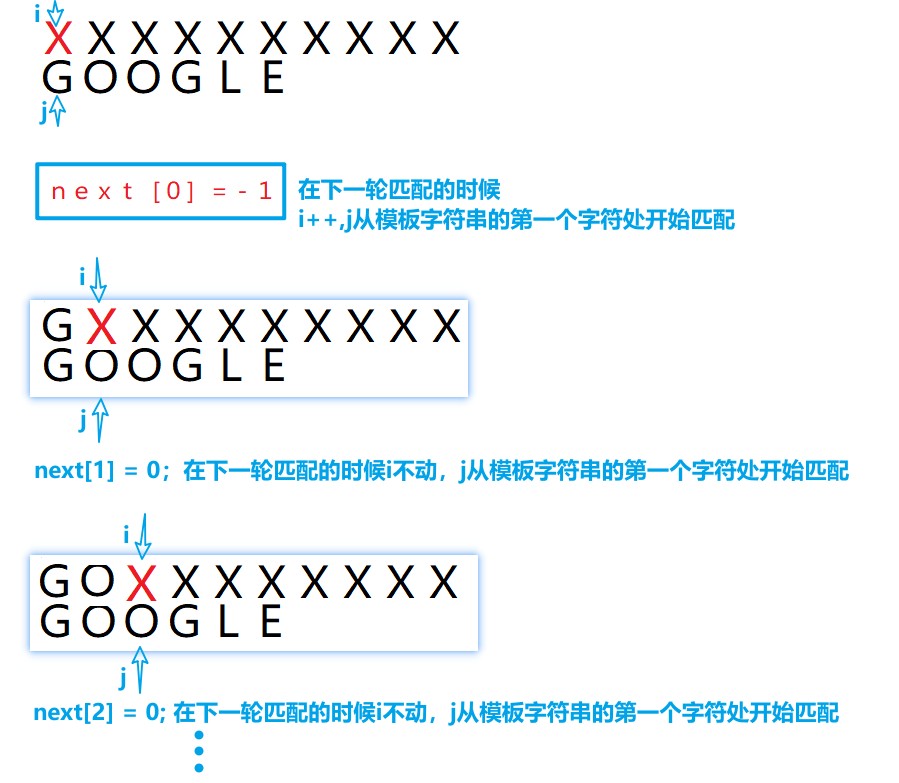 i
X X X X X X X X X X
G O O G L E
j
next [0] = - 1
在下一轮匹配的时候
i++,j从模板字符串的第一个字符处开始匹配
i
G X X X X X X X X X
G O O G L E
j
next[1] = 0；在下一轮匹配的时候i不动，j从模板字符串的第一个字符处开始匹配
i
G O X X X X X X X X
G O O G L E
j
next[2] = 0; 在下一轮匹配的时候i不动，j从模板字符串的第一个字符处开始匹配